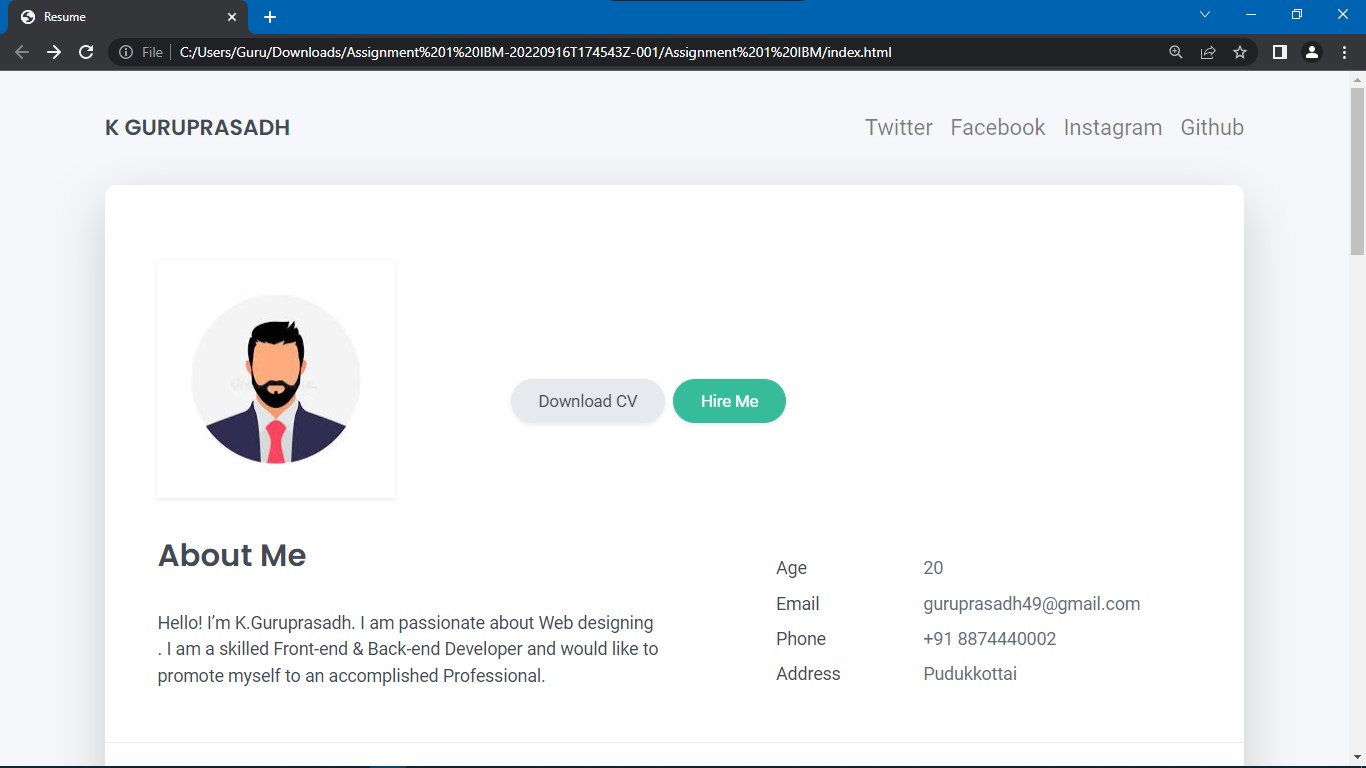 Resume
File
C:/Users/Guru/Downloads/Assignment%201%20IBM-20220916T174543Z-001/Assignment%201%20IBM/index.html
K GURUPRASADH
Twitter Facebook Instagram Github
Download CV
Hire Me
About Me
Hello! I’m K.Guruprasadh. I am passionate about Web designing
. I am a skilled Front-end & Back-end Developer and would like to
promote myself to an accomplished Professional.
Age 20
Email guruprasadh49@gmail.com
Phone +91 8874440002
Address Pudukkottai